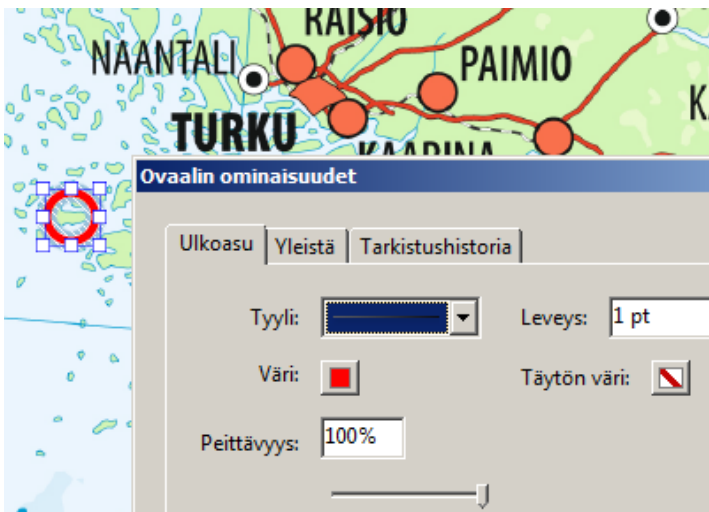 RAISIO
NAANTALI
PAIMIO
TURKU
KAARINA
Ovaalin ominaisuudet
Ulkoasu
Yleistä
Tarkistushistoria
Tyyli:
Leveys:
1 pt
Väri:
Täytön väri:
Peittävyys:
100%